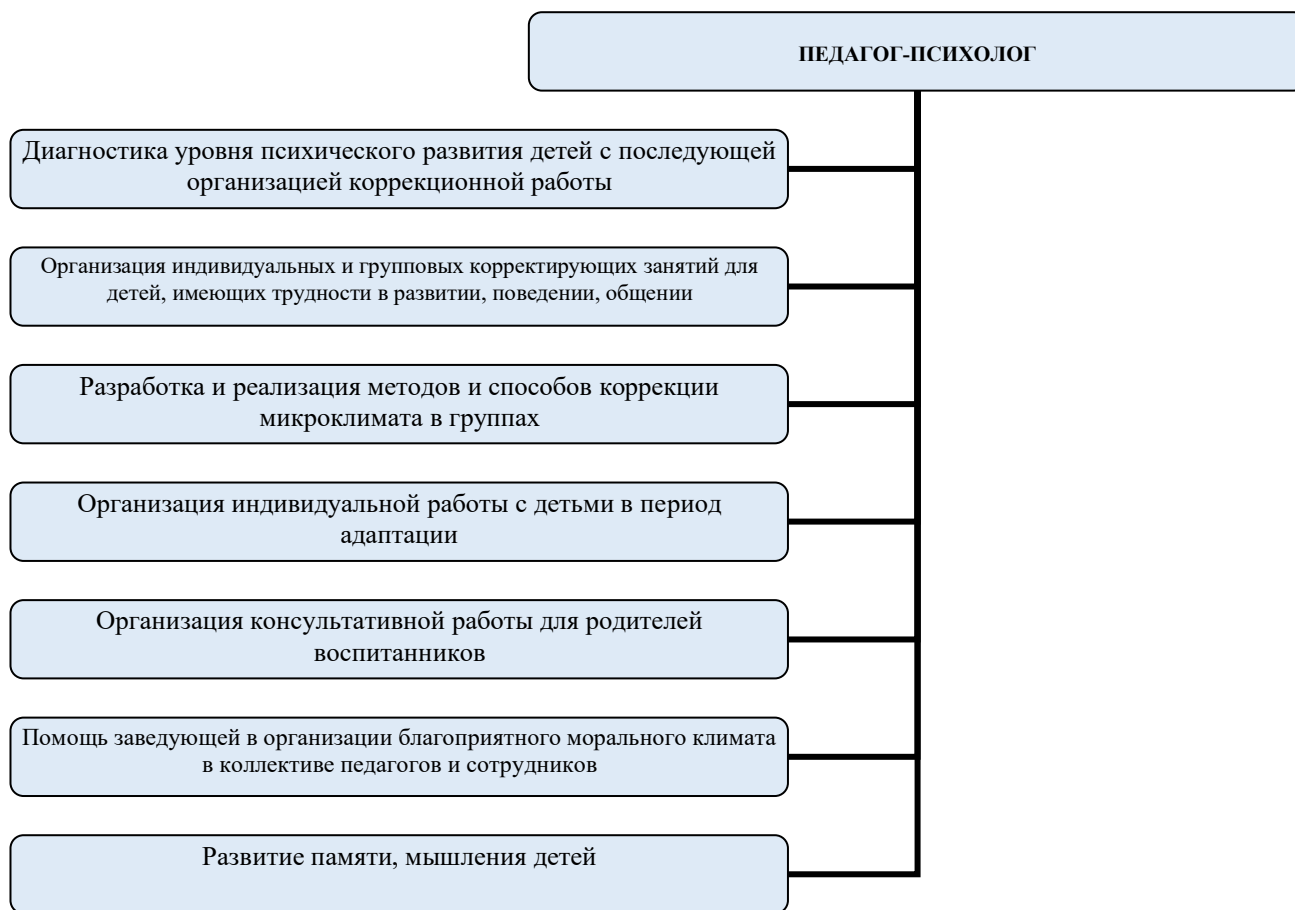 ПЕДАГОГ-ПСИХОЛОГ
Диагностика уровня психического развития детей с последующей
организацией коррекционной работы
Организация индивидуальных и групповых корректирующих занятий для
детей, имеющих трудности в развитии, поведении, общении
Разработка и реализация методов и способов коррекции
микроклимата в группах
Организация индивидуальной работы с детьми в период
адаптации
Организация консультативной работы для родителей
воспитанников
Помощь заведующей в организации благоприятного морального климата
в коллективе педагогов и сотрудников
Развитие памяти, мышления детей